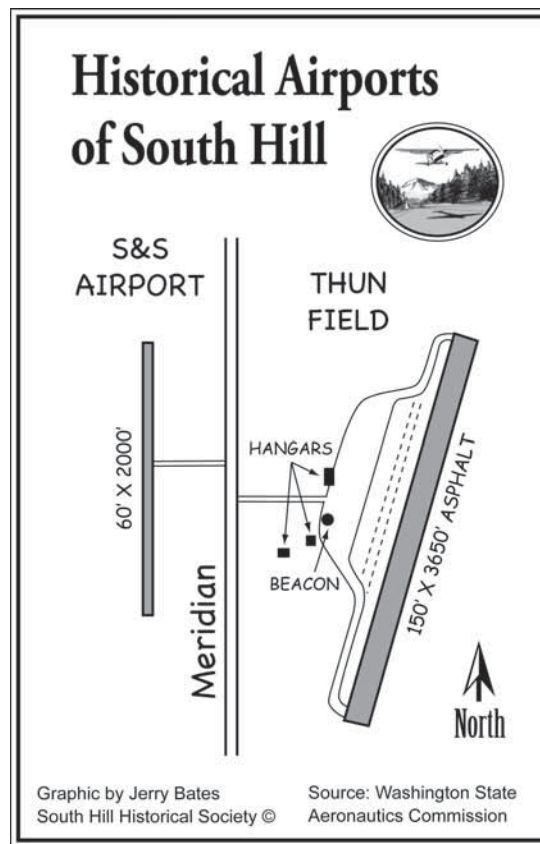 Historical Airports
of South Hill
S&S
AIRPORT
THUN
FIELD
60' X 2000'
HANGARS
BEACON
Meridian
150' X 3650' ASPHALT
North
Graphic by Jerry Bates
South Hill Historical Society ©
Source: Washington State
Aeronautics Commission